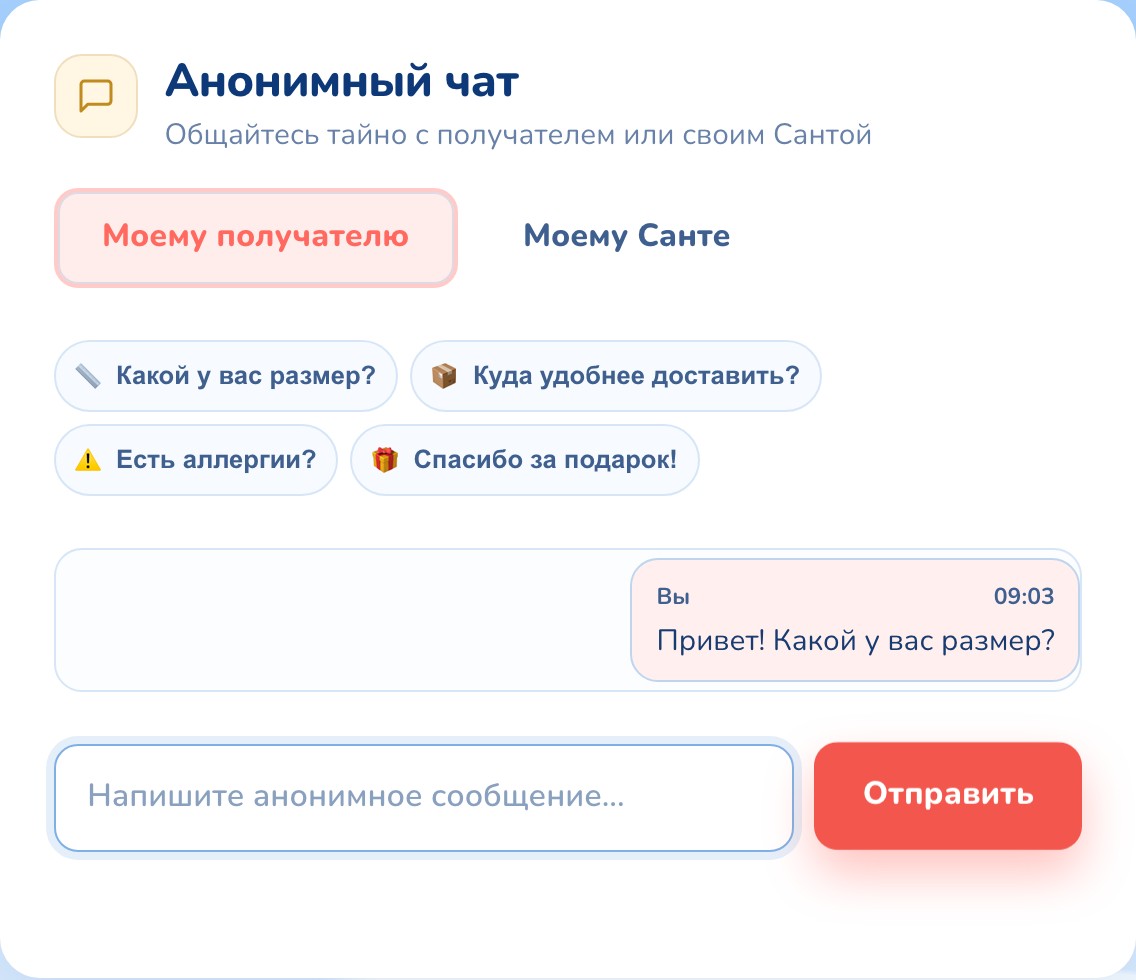 Анонимный чат
Общайтесь тайно с получателем или своим Сантой
Моему получателю Моему Санте
Какой у вас размер? Куда удобнее доставить?
Есть аллергии? Спасибо за подарок!
Вы 09:03
Привет! Какой у вас размер?
Напишите анонимное сообщение... Отправить